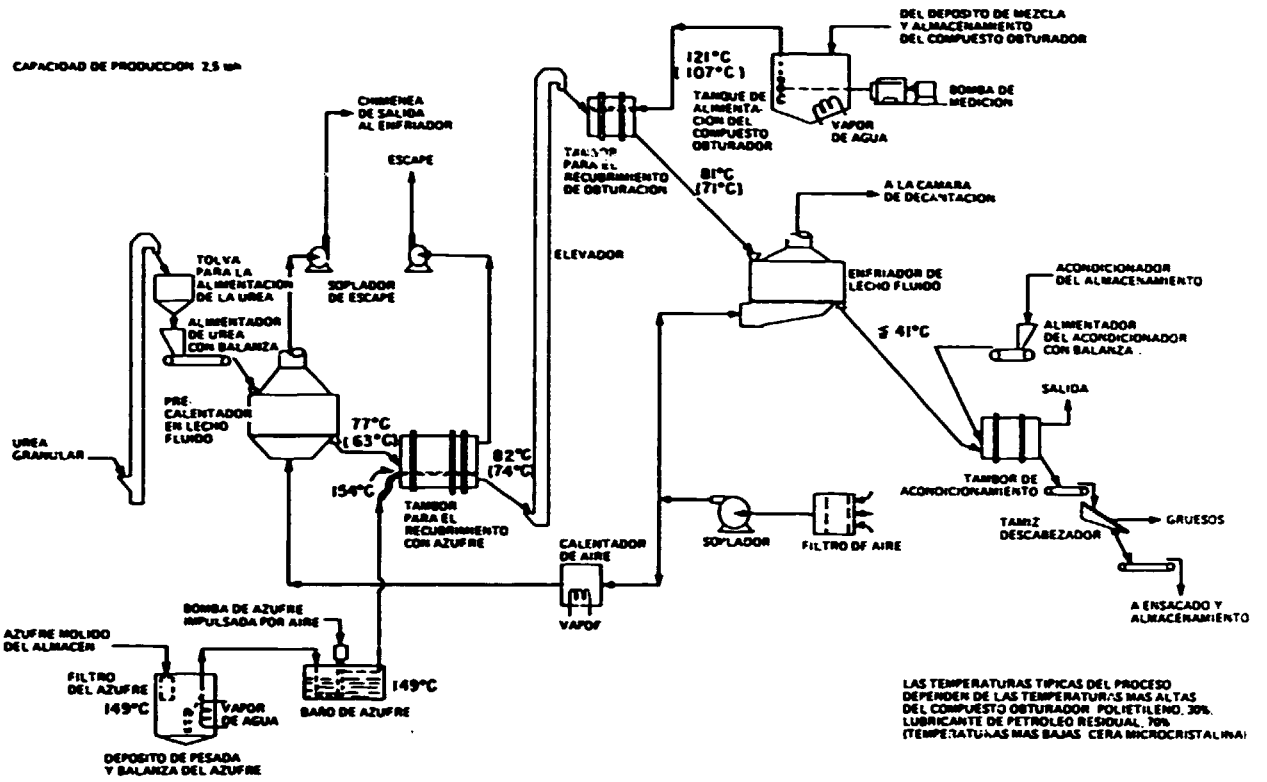 DEL DEPOSITO DE MEZCLA
Y ALMACENAMIENTO
DEL COMPUESTO OBTURADOR
CAPACIDAD DE PRODUCCION 2,5 tph
121°C
(107°C)
CHIMENEA
DE SALIDA
AL ENFRIADOR
TANQUE DE
ALIMENTA-
CIÓN DEL
COMPUESTO
OBTURADOR
BOMBA DE
MEDICIÓN
VAPOR
DE AGUA
ESCAPE
TAMBOR
PARA EL
RECUBRIMIENTO
DE OBTURACIÓN
81°C
(71°C)
A LA CAMARA
DE DECANTACIÓN
ELEVADOR
TOLVA
PARA LA
ALIMENTACIÓN
DE LA UREA
SOPLADOR
DE ESCAPE
ENFRIADOR DE
LECHO FLUIDO
ACONDICIONADOR
DEL ALMACENAMIENTO
ALIMENTADOR
DE UREA
CON BALANZA
≦ 41°C
ALIMENTADOR
DEL ACONDICIONADOR
CON BALANZA
SALIDA
PRE-
CALENTADOR
EN LECHO
FLUIDO
77°C
(63°C)
UREA
GRANULAR
82°C
(74°C)
154°C
TAMBOR
PARA EL
RECUBRIMIENTO
CON AZUFRE
TAMBOR DE
ACONDICIONAMIENTO
TAMIZ
DESCABEZADOR
GRUESOS
CALENTADOR
DE AIRE
SOPLADOR
FILTRO DE AIRE
VAPOR
A ENSACADO Y
ALMACENAMIENTO
BOMBA DE AZUFRE
IMPULSADA POR AIRE
AZUFRE MOLIDO
DEL ALMACEN
FILTRO
DEL AZUFRE
149°C
VAPOR
DE AGUA
149°C
BAÑO DE AZUFRE
DEPOSITO DE PESADA
Y BALANZA DEL AZUFRE
LAS TEMPERATURAS TIPICAS DEL PROCESO
DEPENDEN DE LAS TEMPERATURAS MAS ALTAS
DEL COMPUESTO OBTURADOR POLIETILENO, 30%,
LUBRICANTE DE PETROLEO RESIDUAL, 70%
(TEMPERATURAS MAS BAJAS CERA MICROCRISTALINA)